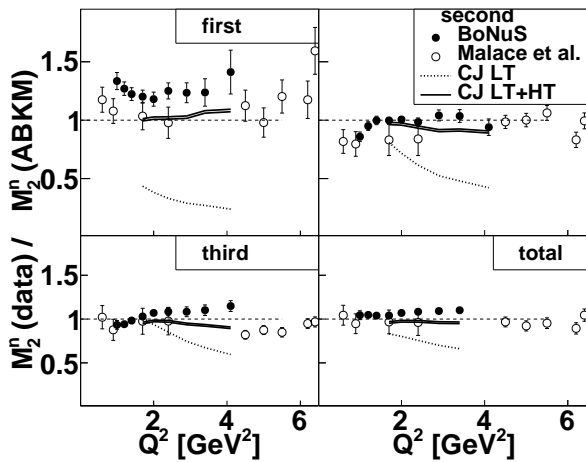 first
second
BoNuS
Malace et al.
CJ LT
CJ LT+HT
1.5
1
0.5
third
total
1.5
1
0.5
2 4 6
2 4 6
Q² [GeV²]
Q² [GeV²]
M₂ⁿ (data) / M₂ⁿ (ABKM)